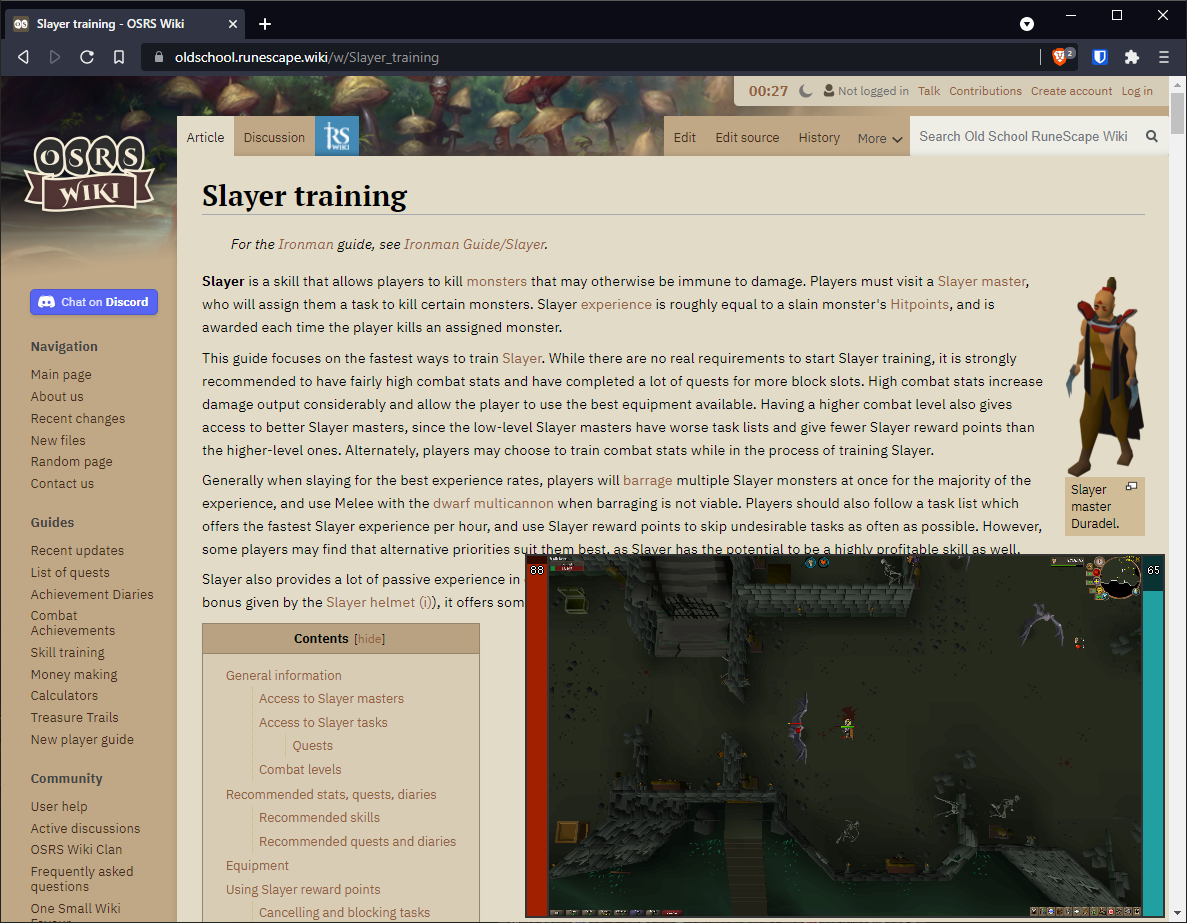 Slayer training - OSRS Wiki
oldschool.runescape.wiki/w/Slayer_training
2
00:27 Not logged in Talk Contributions Create account Log in
OSRS
WIKI
Article Discussion RS WIKI Edit Edit source History More Search Old School RuneScape Wiki
Slayer training
For the Ironman guide, see Ironman Guide/Slayer.
Slayer is a skill that allows players to kill monsters that may otherwise be immune to damage. Players must visit a Slayer master,
who will assign them a task to kill certain monsters. Slayer experience is roughly equal to a slain monster's Hitpoints, and is
awarded each time the player kills an assigned monster.
This guide focuses on the fastest ways to train Slayer. While there are no real requirements to start Slayer training, it is strongly
recommended to have fairly high combat stats and have completed a lot of quests for more block slots. High combat stats increase
damage output considerably and allow the player to use the best equipment available. Having a higher combat level also gives
access to better Slayer masters, since the low-level Slayer masters have worse task lists and give fewer Slayer reward points than
the higher-level ones. Alternately, players may choose to train combat stats while in the process of training Slayer.
Generally when slaying for the best experience rates, players will barrage multiple Slayer monsters at once for the majority of the
experience, and use Melee with the dwarf multicannon when barraging is not viable. Players should also follow a task list which
offers the fastest Slayer experience per hour, and use Slayer reward points to skip undesirable tasks as often as possible. However,
some players may find that alternative priorities suit them best, as Slayer has the potential to be a highly profitable skill as well.
Slayer also provides a lot of passive experience in
bonus given by the Slayer helmet (i)), it offers som
Slayer
master
Duradel.
Contents [hide]
General information
Access to Slayer masters
Access to Slayer tasks
Quests
Combat levels
Recommended stats, quests, diaries
Recommended skills
Recommended quests and diaries
Equipment
Using Slayer reward points
Cancelling and blocking tasks
Chat on Discord
Navigation
Main page
About us
Recent changes
New files
Random page
Contact us
Guides
Recent updates
List of quests
Achievement Diaries
Combat
Achievements
Skill training
Money making
Calculators
Treasure Trails
New player guide
Community
User help
Active discussions
OSRS Wiki Clan
Frequently asked
questions
One Small Wiki
Favour
88
65